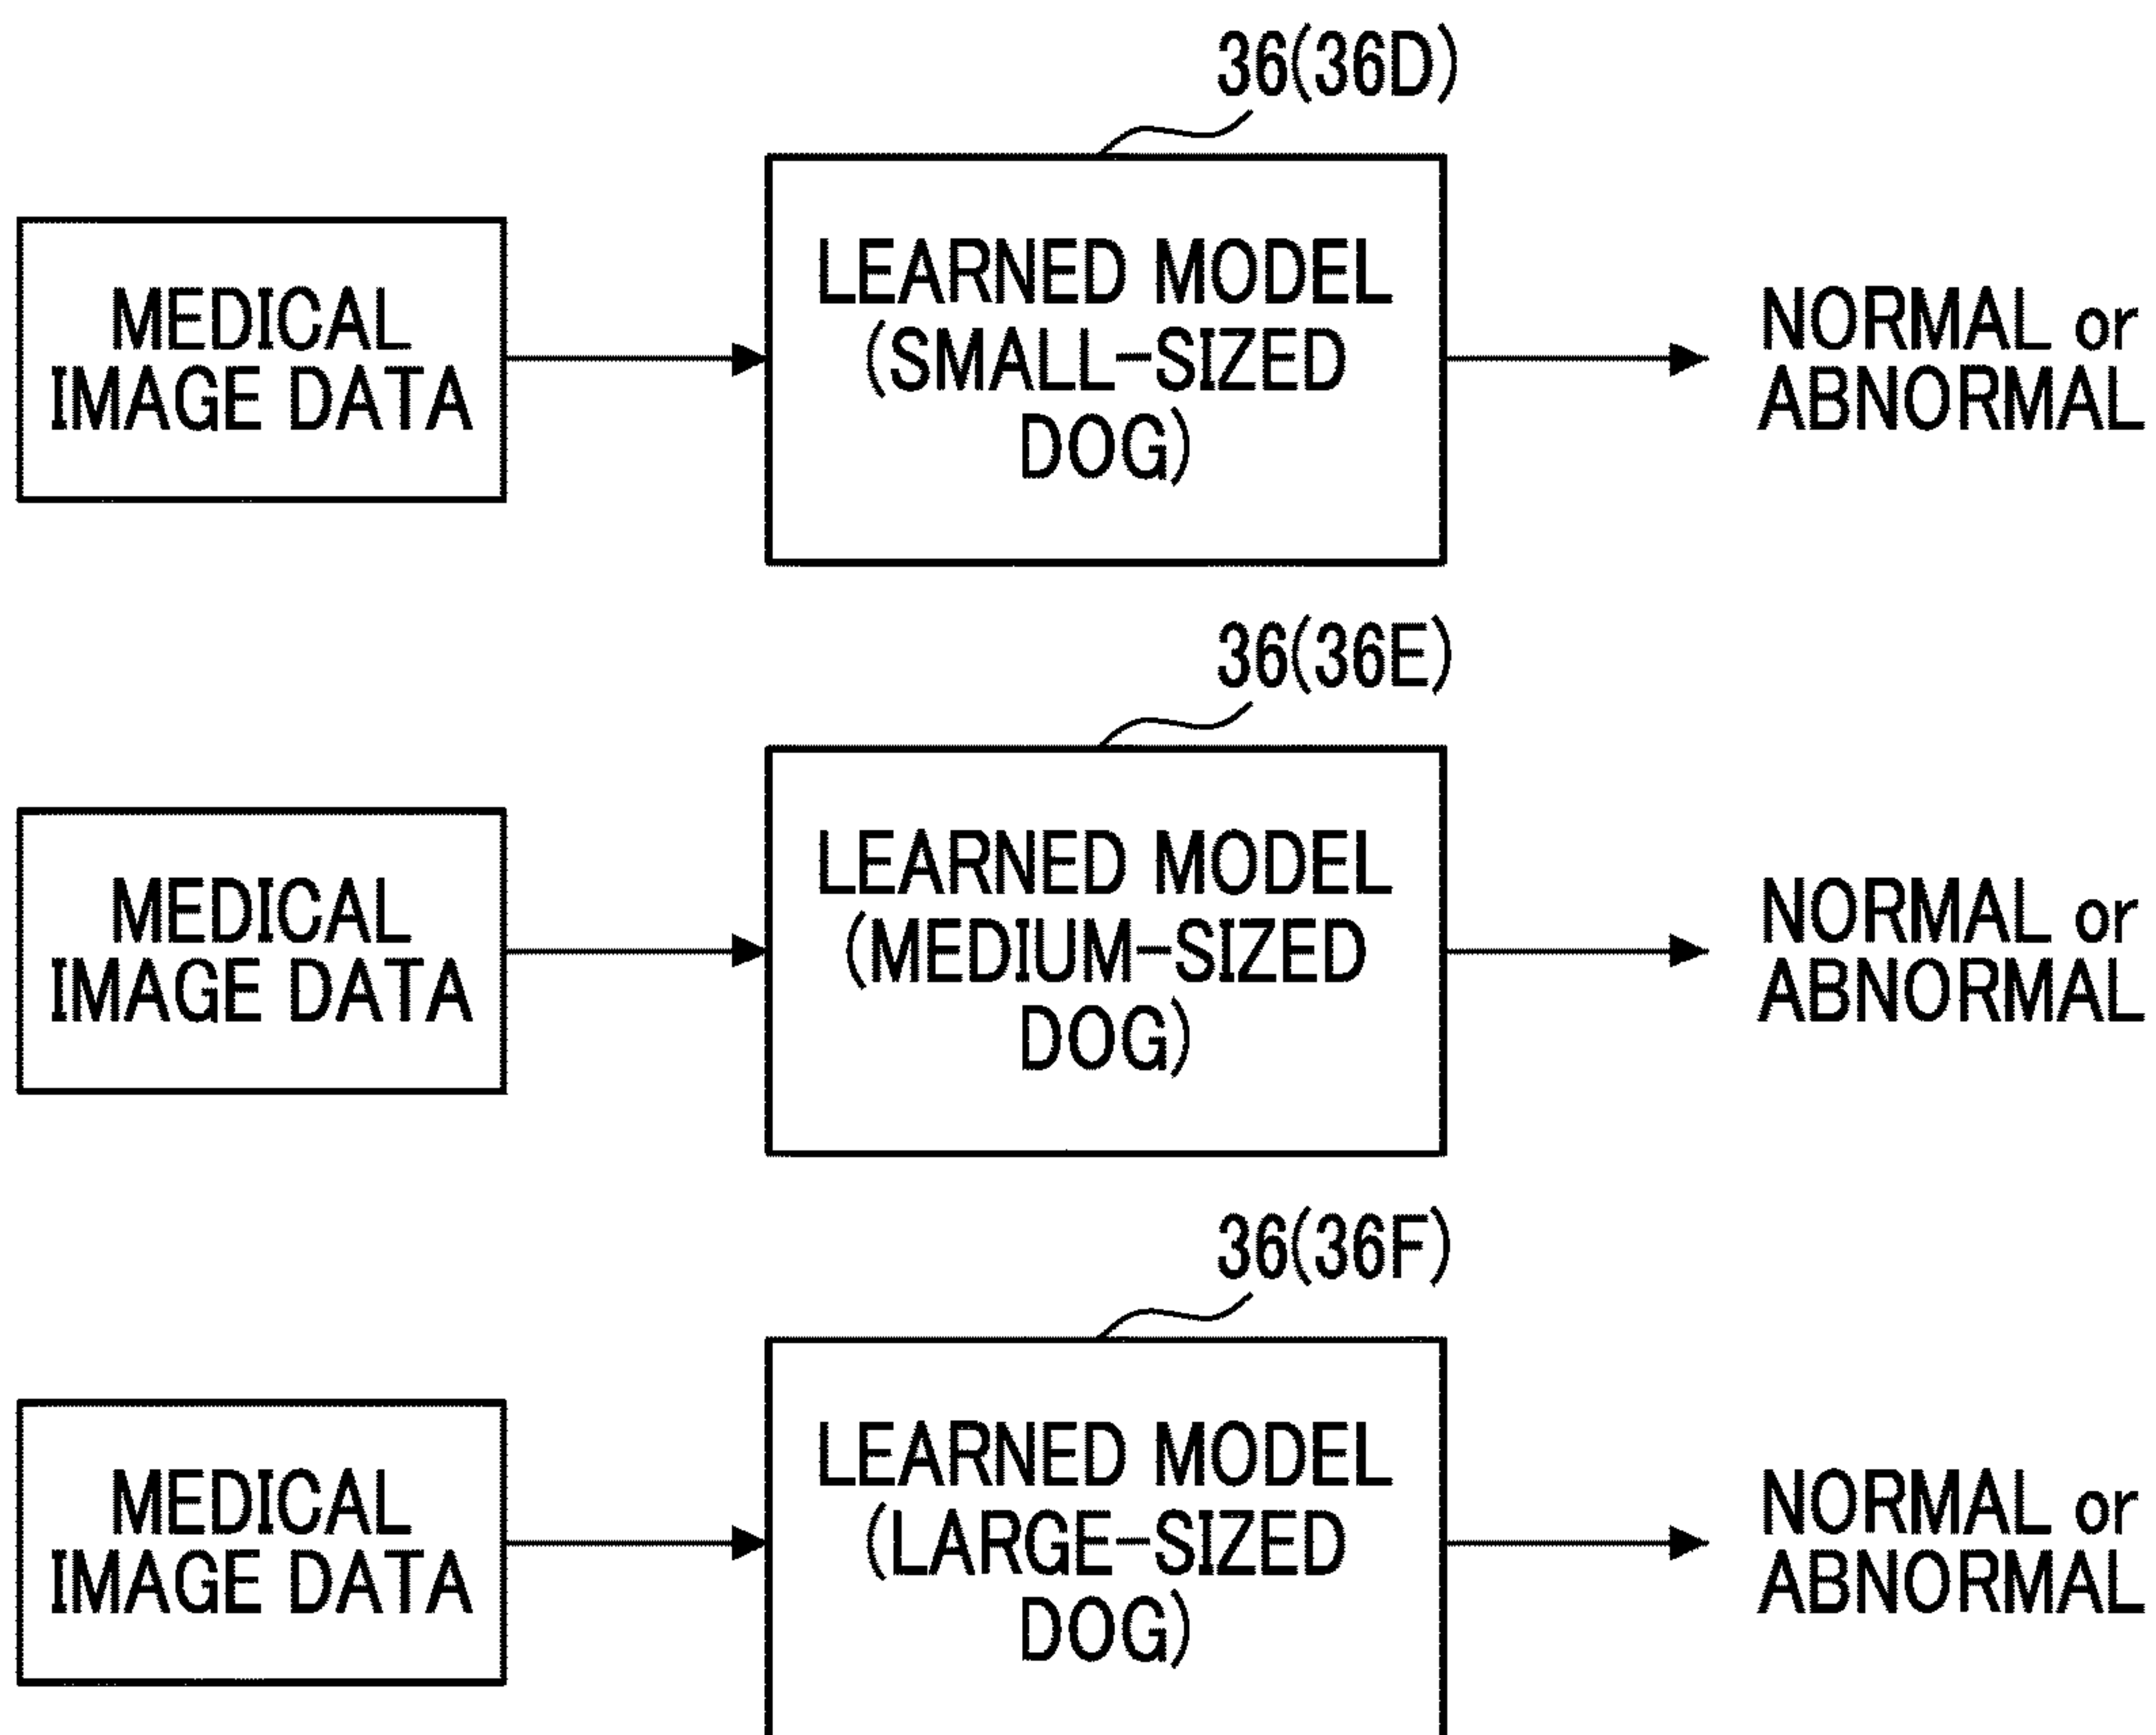 36(36D)
MEDICAL
IMAGE DATA
LEARNED MODEL
(SMALL-SIZED
DOG)
NORMAL or
ABNORMAL
36(36E)
MEDICAL
IMAGE DATA
LEARNED MODEL
(MEDIUM-SIZED
DOG)
NORMAL or
ABNORMAL
36(36F)
MEDICAL
IMAGE DATA
LEARNED MODEL
(LARGE-SIZED
DOG)
NORMAL or
ABNORMAL